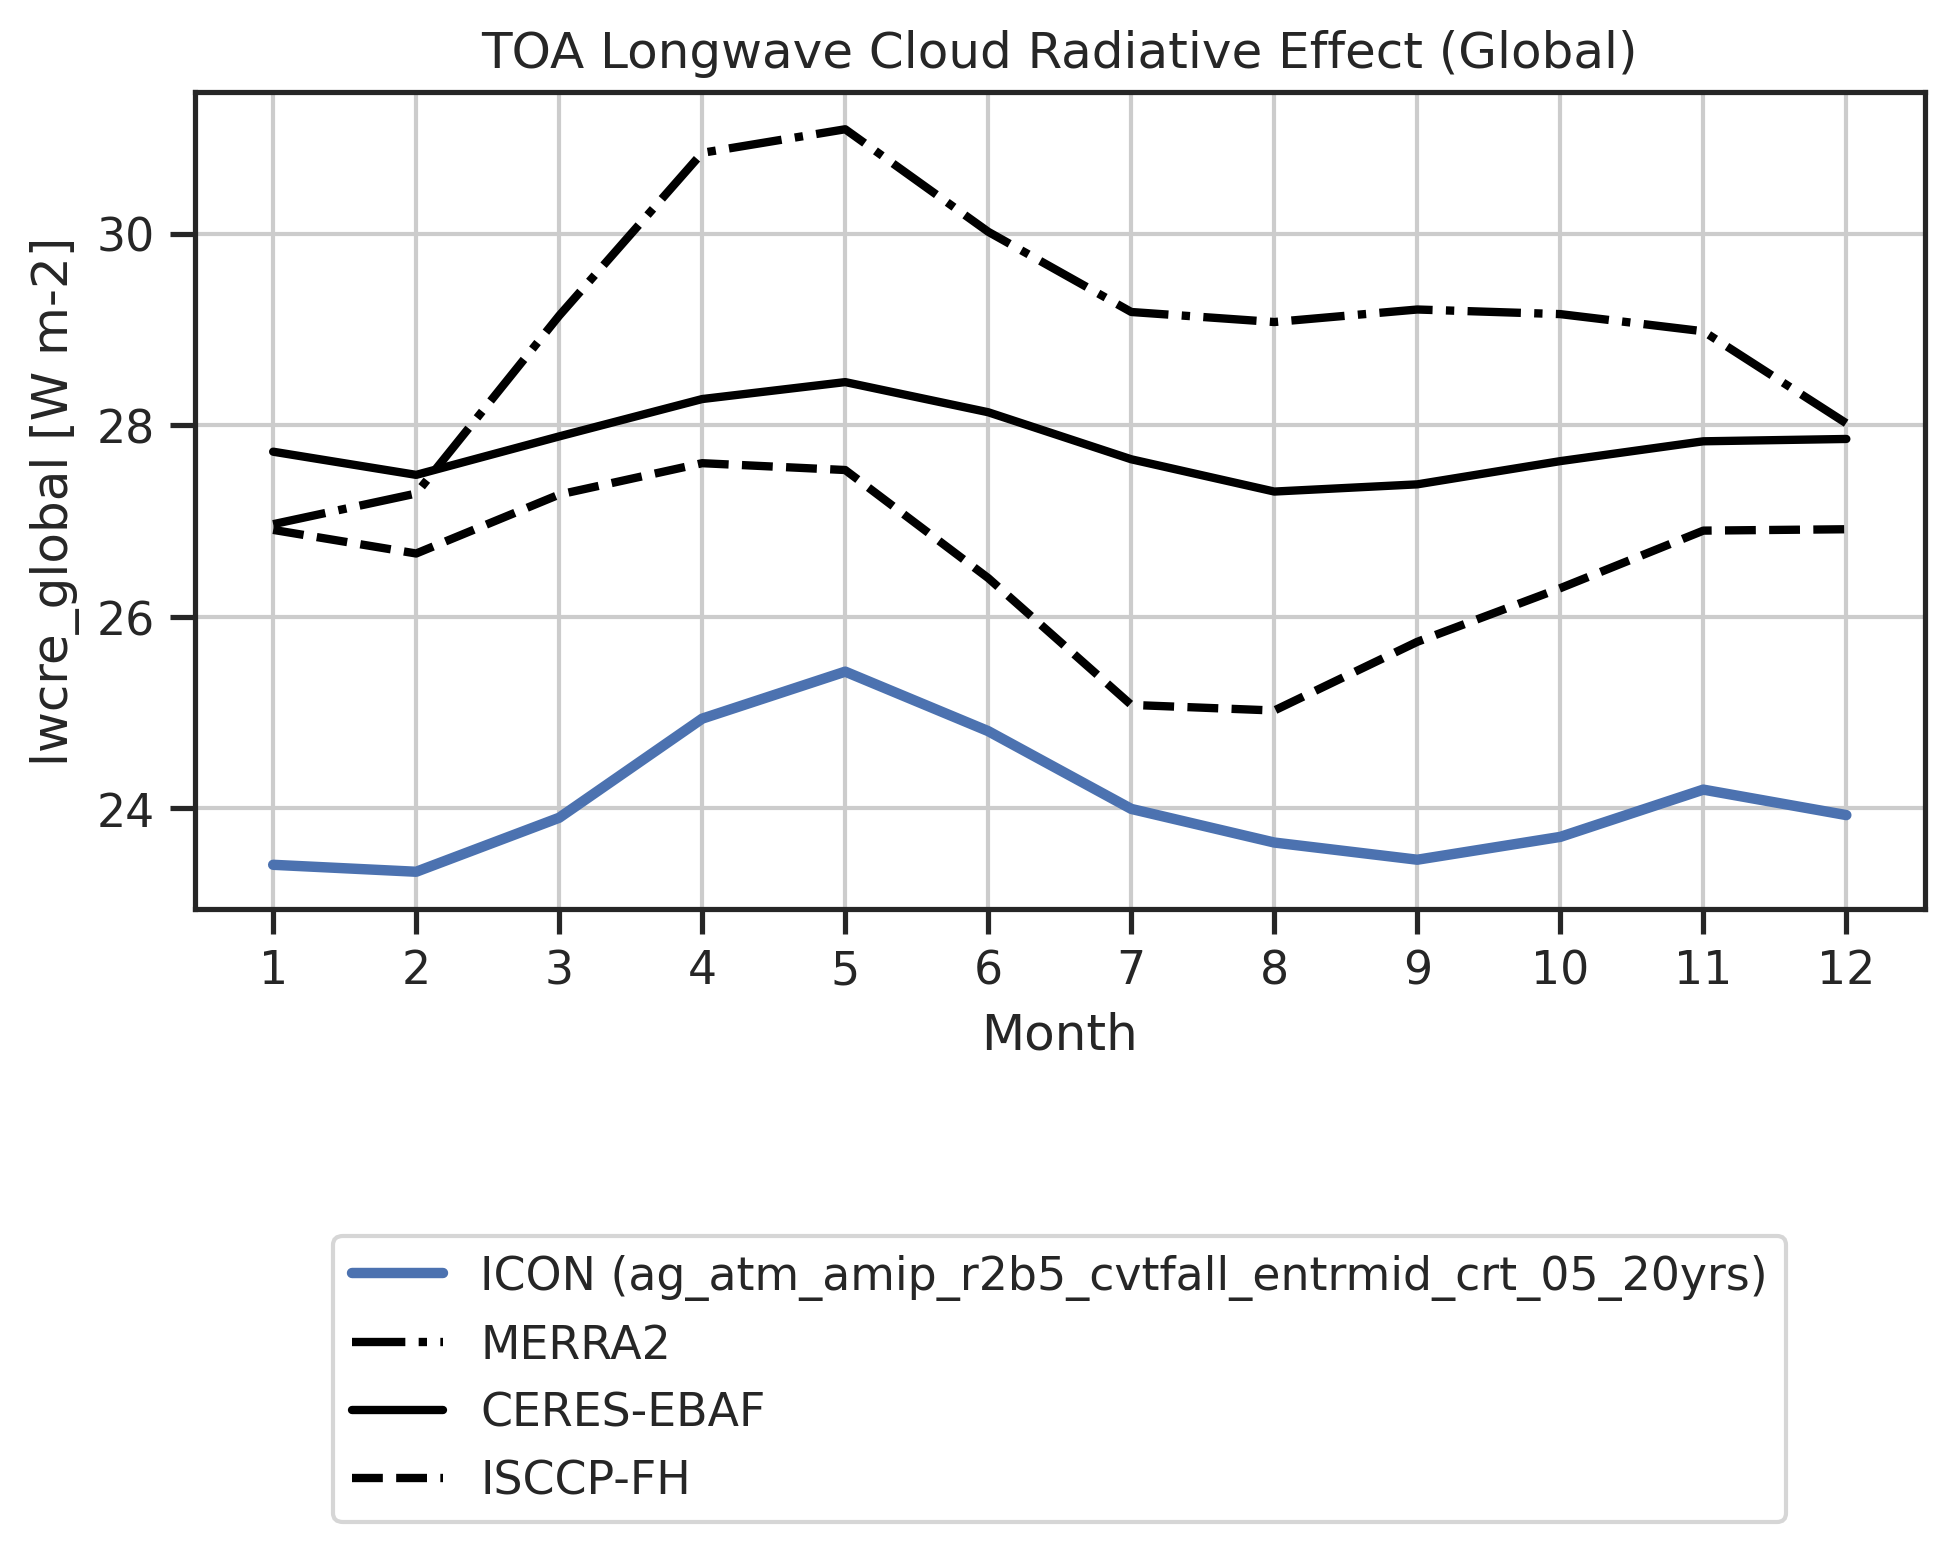 TOA Longwave Cloud Radiative Effect (Global)
lwcre_global [W m-2]
30
28
26
24
1 2 3 4 5 6 7 8 9 10 11 12
Month
ICON (ag_atm_amip_r2b5_cvtfall_entrmid_crt_05_20yrs)
MERRA2
CERES-EBAF
ISCCP-FH